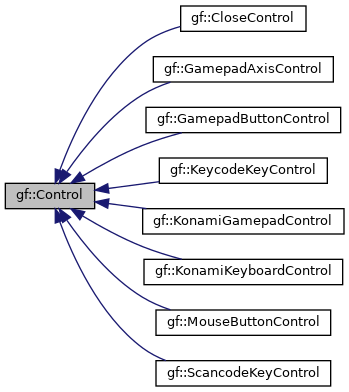 gf::CloseControl
gf::GamepadAxisControl
gf::GamepadButtonControl
gf::KeycodeKeyControl
gf::Control
gf::KonamiGamepadControl
gf::KonamiKeyboardControl
gf::MouseButtonControl
gf::ScancodeKeyControl